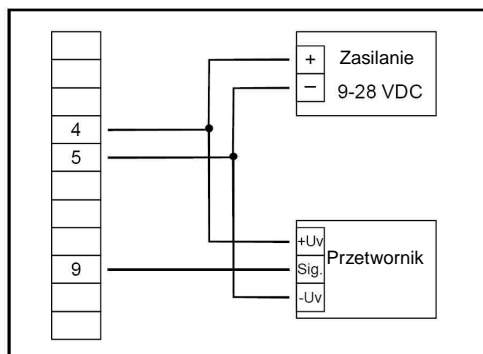 4
5
9
+ Zasilanie
− 9-28 VDC
+Uv
Sig. Przetwornik
-Uv